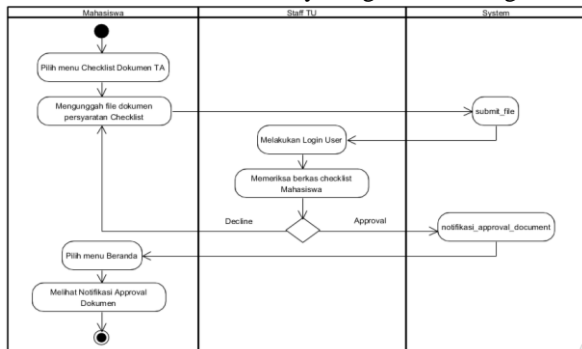 Mahasiswa
Staff TU
System
Pilih menu Checklist Dokumen TA
Mengunggah file dokumen
persyaratan Checklist
submit_file
Melakukan Login User
Memeriksa berkas checklist
Mahasiswa
Decline
Approval
notifikasi_approval_document
Pilih menu Beranda
Melihat Notifikasi Approval
Dokumen